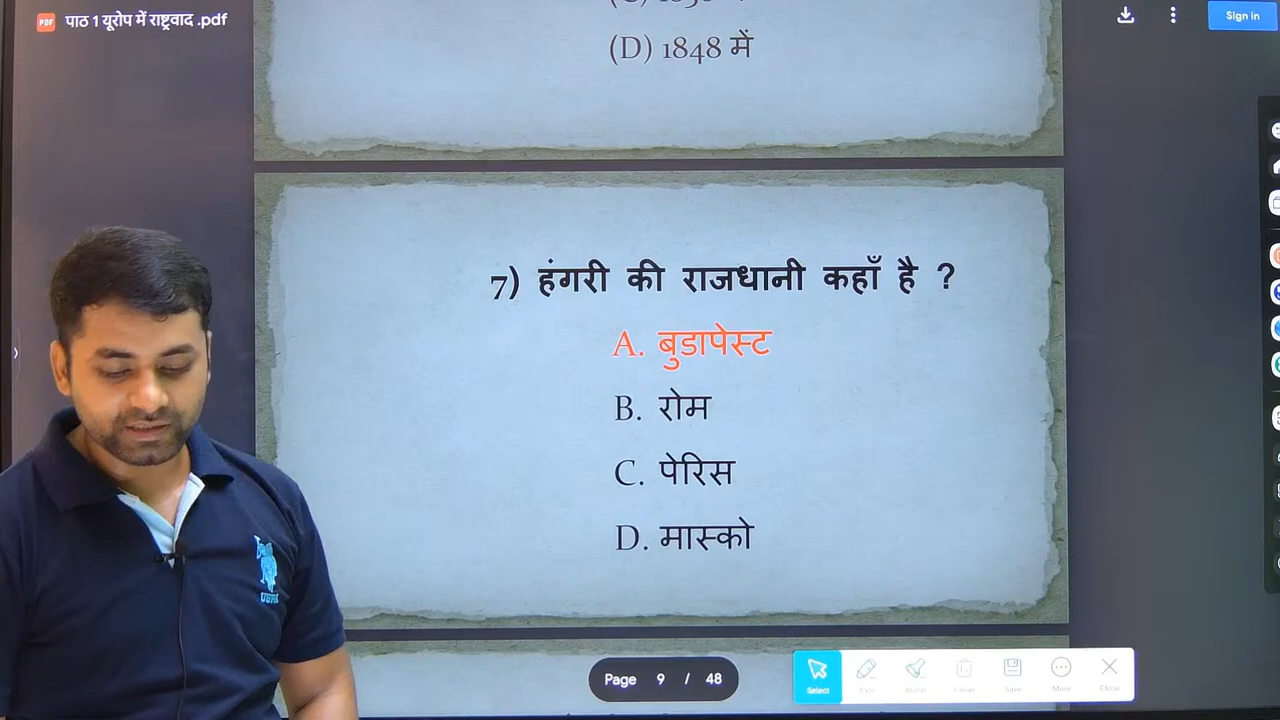 पाठ 1 यूरोप में राष्ट्रवाद .pdf
Sign in
(D) 1848 में
7) हंगरी की राजधानी कहाँ है ?
A. बुडापेस्ट
B. रोम
C. पेरिस
D. मास्को
Page 9 / 48
Select
Save
More
Close